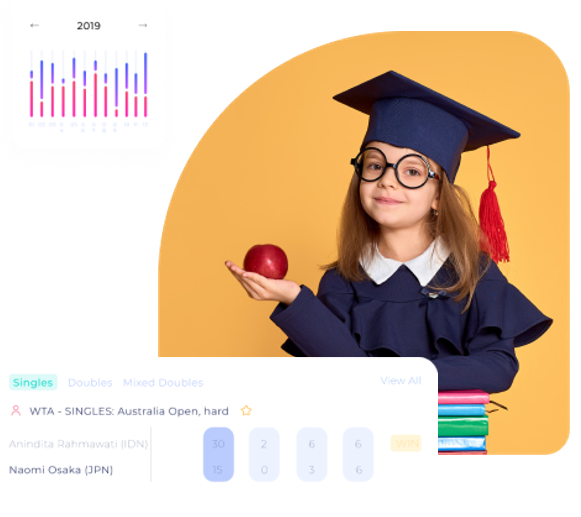 ← 2019 →
Singles Doubles Mixed Doubles View All
WTA - SINGLES: Australia Open, hard
Anindita Rahmawati (IDN) 30 2 6 6 WIN
Naomi Osaka (JPN) 15 0 3 6